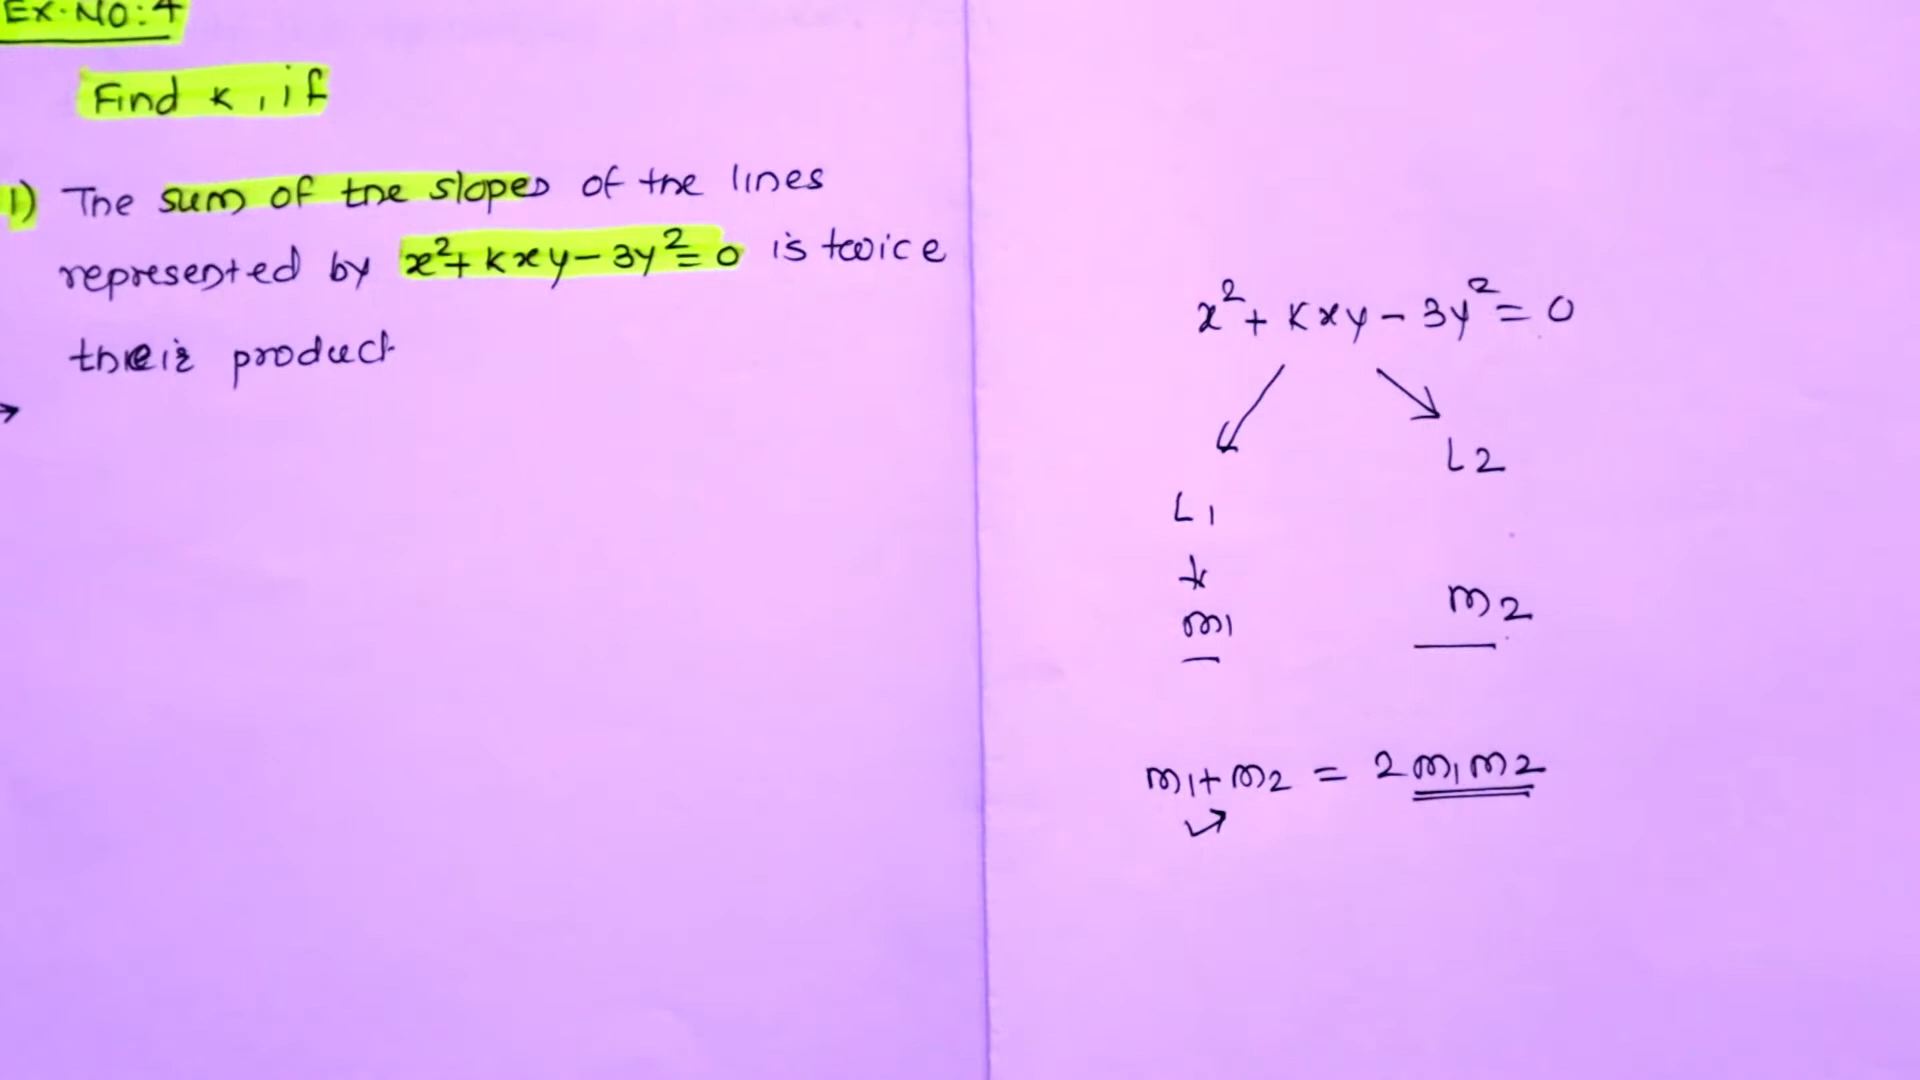 EX.NO:4
Find k, if
1) The sum of the slopes of the lines
represented by x²+kxy-3y²=0 is twice
their product
x²+kxy-3y²=0
L1
L2
m1
m2
m1+m2 = 2m1m2